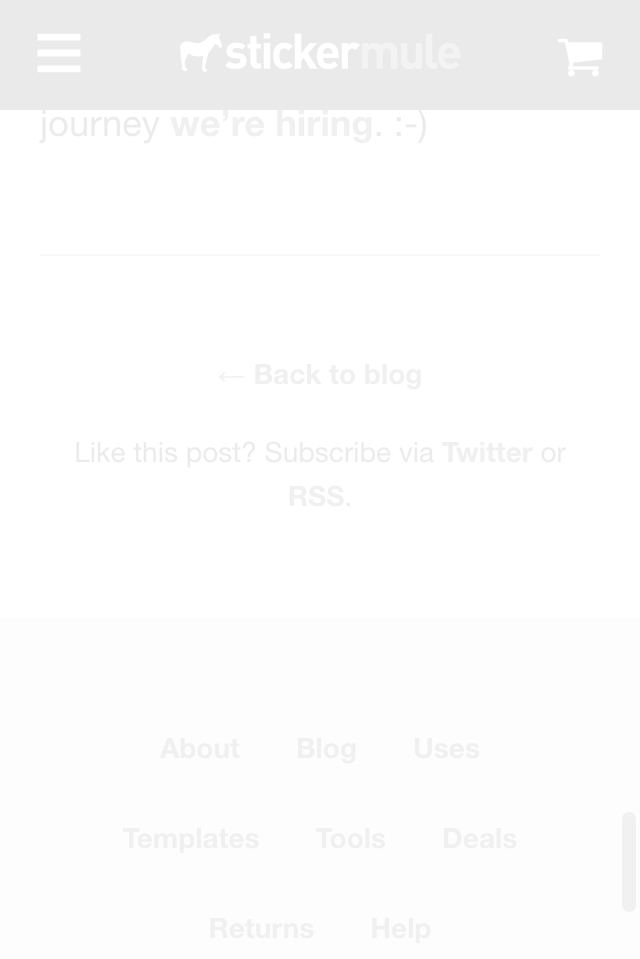 stickermule
journey we're hiring. :-)
← Back to blog
Like this post? Subscribe via Twitter or
RSS.
About Blog Uses
Templates Tools Deals
Returns Help